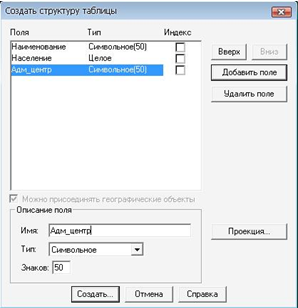 Создать структуру таблицы
Поля Тип Индекс
Наименование Символьное(50)
Население Целое
Адм_центр Символьное(50)
Вверх Вниз
Добавить поле
Удалить поле
Можно присоединять географические объекты
Описание поля
Имя: Адм_центр
Тип: Символьное
Знаков: 50
Проекция...
Создать... Отмена Справка